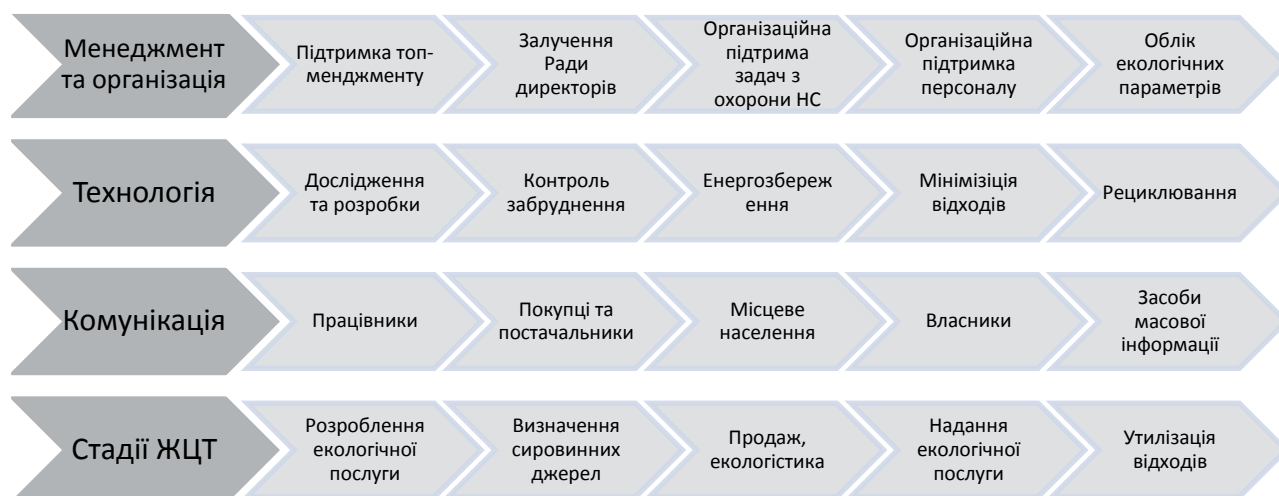 Менеджмент
та організація
Підтримка топ-
менджменту
Залучення
Ради
директорів
Організаційна
підтрима
задач з
охорони НС
Організаційна
підтримка
персоналу
Облік
екологічних
параметрів
Технологія
Дослідження
та розробки
Контроль
забруднення
Енергозбереж
ення
Мінімізіція
відходів
Рециклювання
Комунікація
Працівники
Покупці та
постачальники
Місцеве
населення
Власники
Засоби
масової
інформації
Стадії ЖЦТ
Розроблення
екологічної
послуги
Визначення
сировинних
джерел
Продаж,
екологістика
Надання
екологічної
послуги
Утилізація
відходів